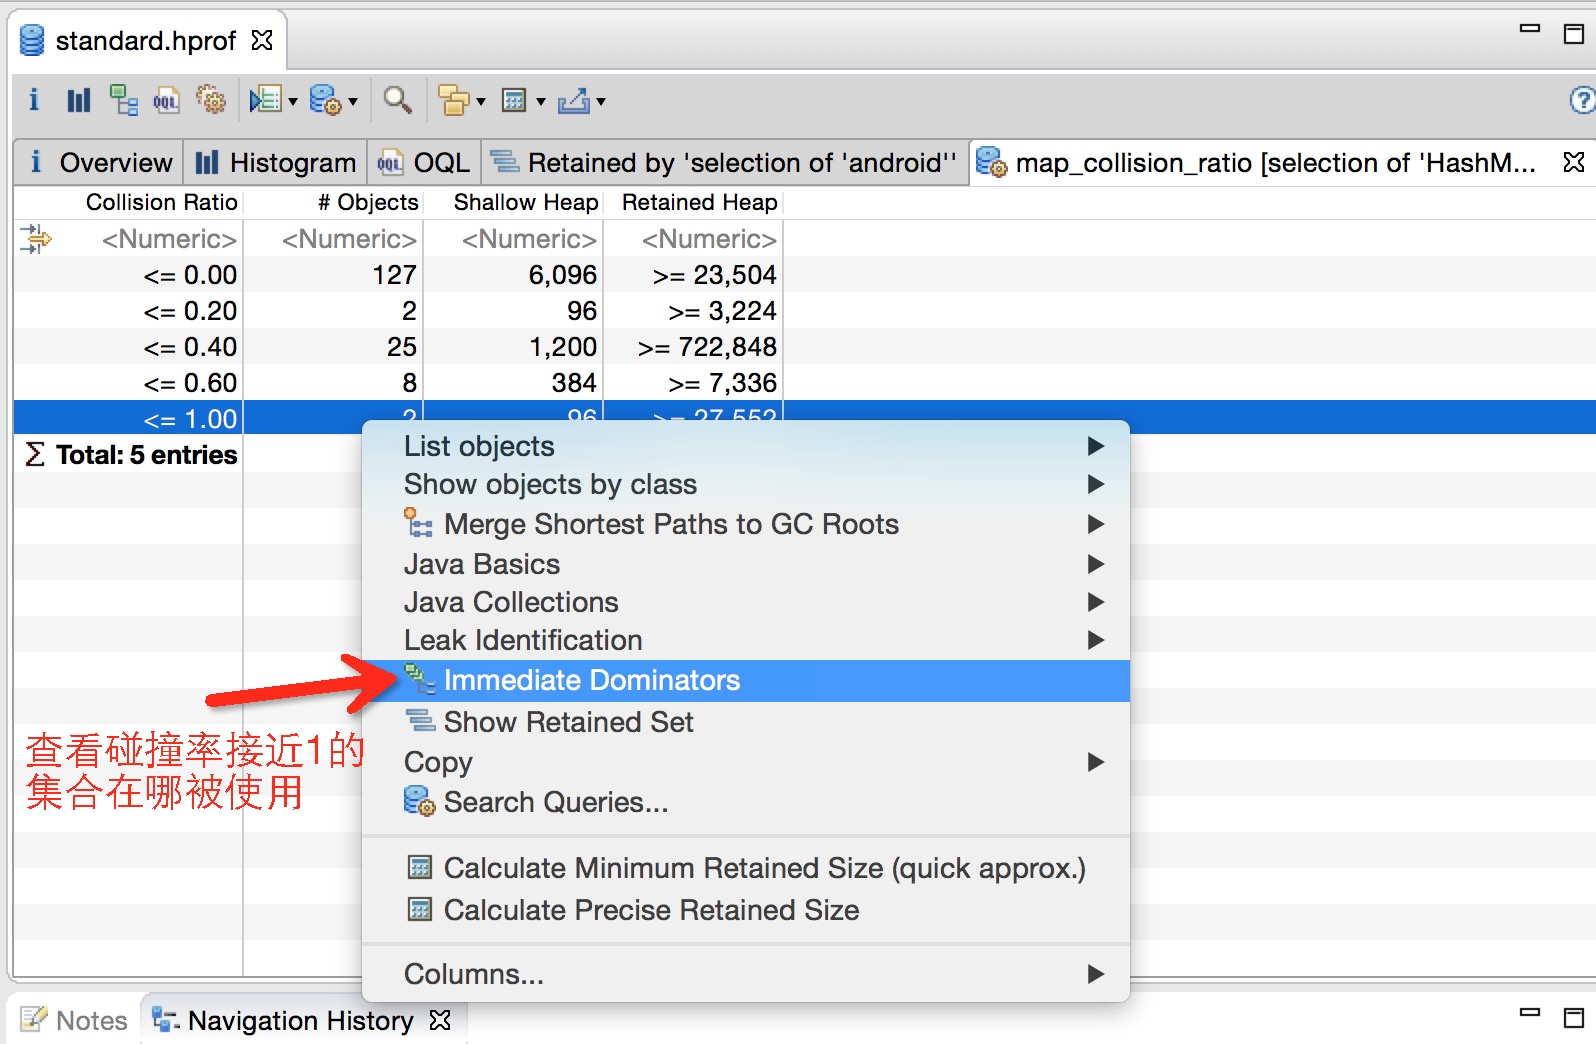 standard.hprof
Overview Histogram OQL Retained by 'selection of 'android'' map_collision_ratio [selection of 'HashM...
Collision Ratio # Objects Shallow Heap Retained Heap
<Numeric> <Numeric> <Numeric> <Numeric>
<= 0.00 127 6,096 >= 23,504
<= 0.20 2 96 >= 3,224
<= 0.40 25 1,200 >= 722,848
<= 0.60 8 384 >= 7,336
<= 1.00 2 96 >= 27,552
Σ Total: 5 entries
List objects
Show objects by class
Merge Shortest Paths to GC Roots
Java Basics
Java Collections
Leak Identification
Immediate Dominators
Show Retained Set
Copy
Search Queries...
Calculate Minimum Retained Size (quick approx.)
Calculate Precise Retained Size
Columns...
查看碰撞率接近1的
集合在哪被使用
Notes Navigation History